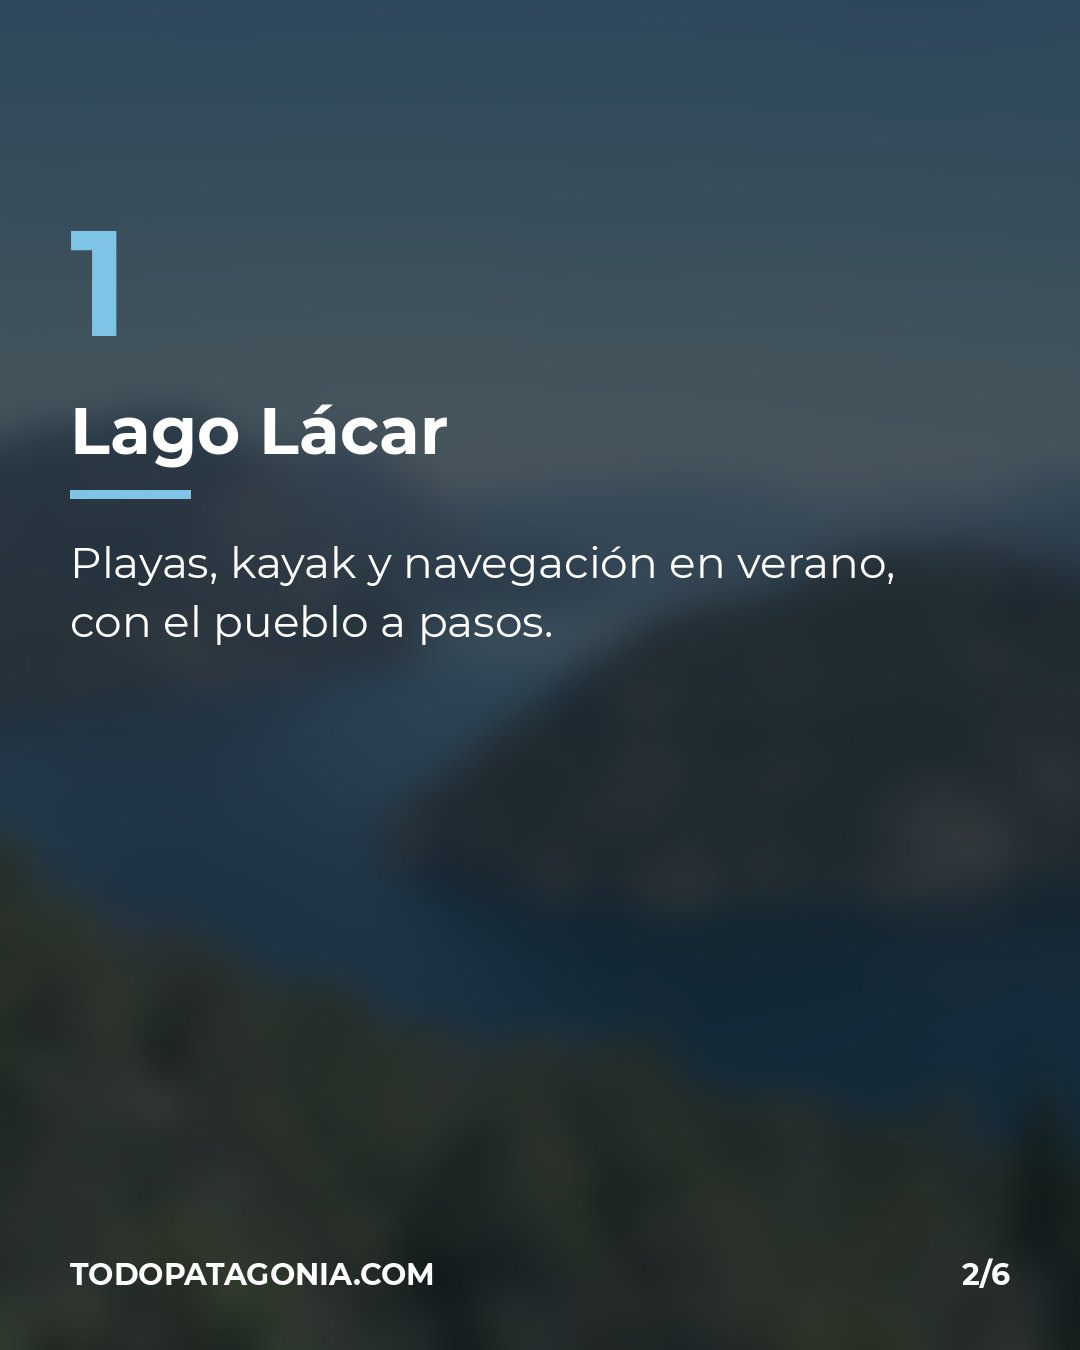 1
Lago Lácar
Playas, kayak y navegación en verano,
con el pueblo a pasos.
TODOPATAGONIA.COM
2/6